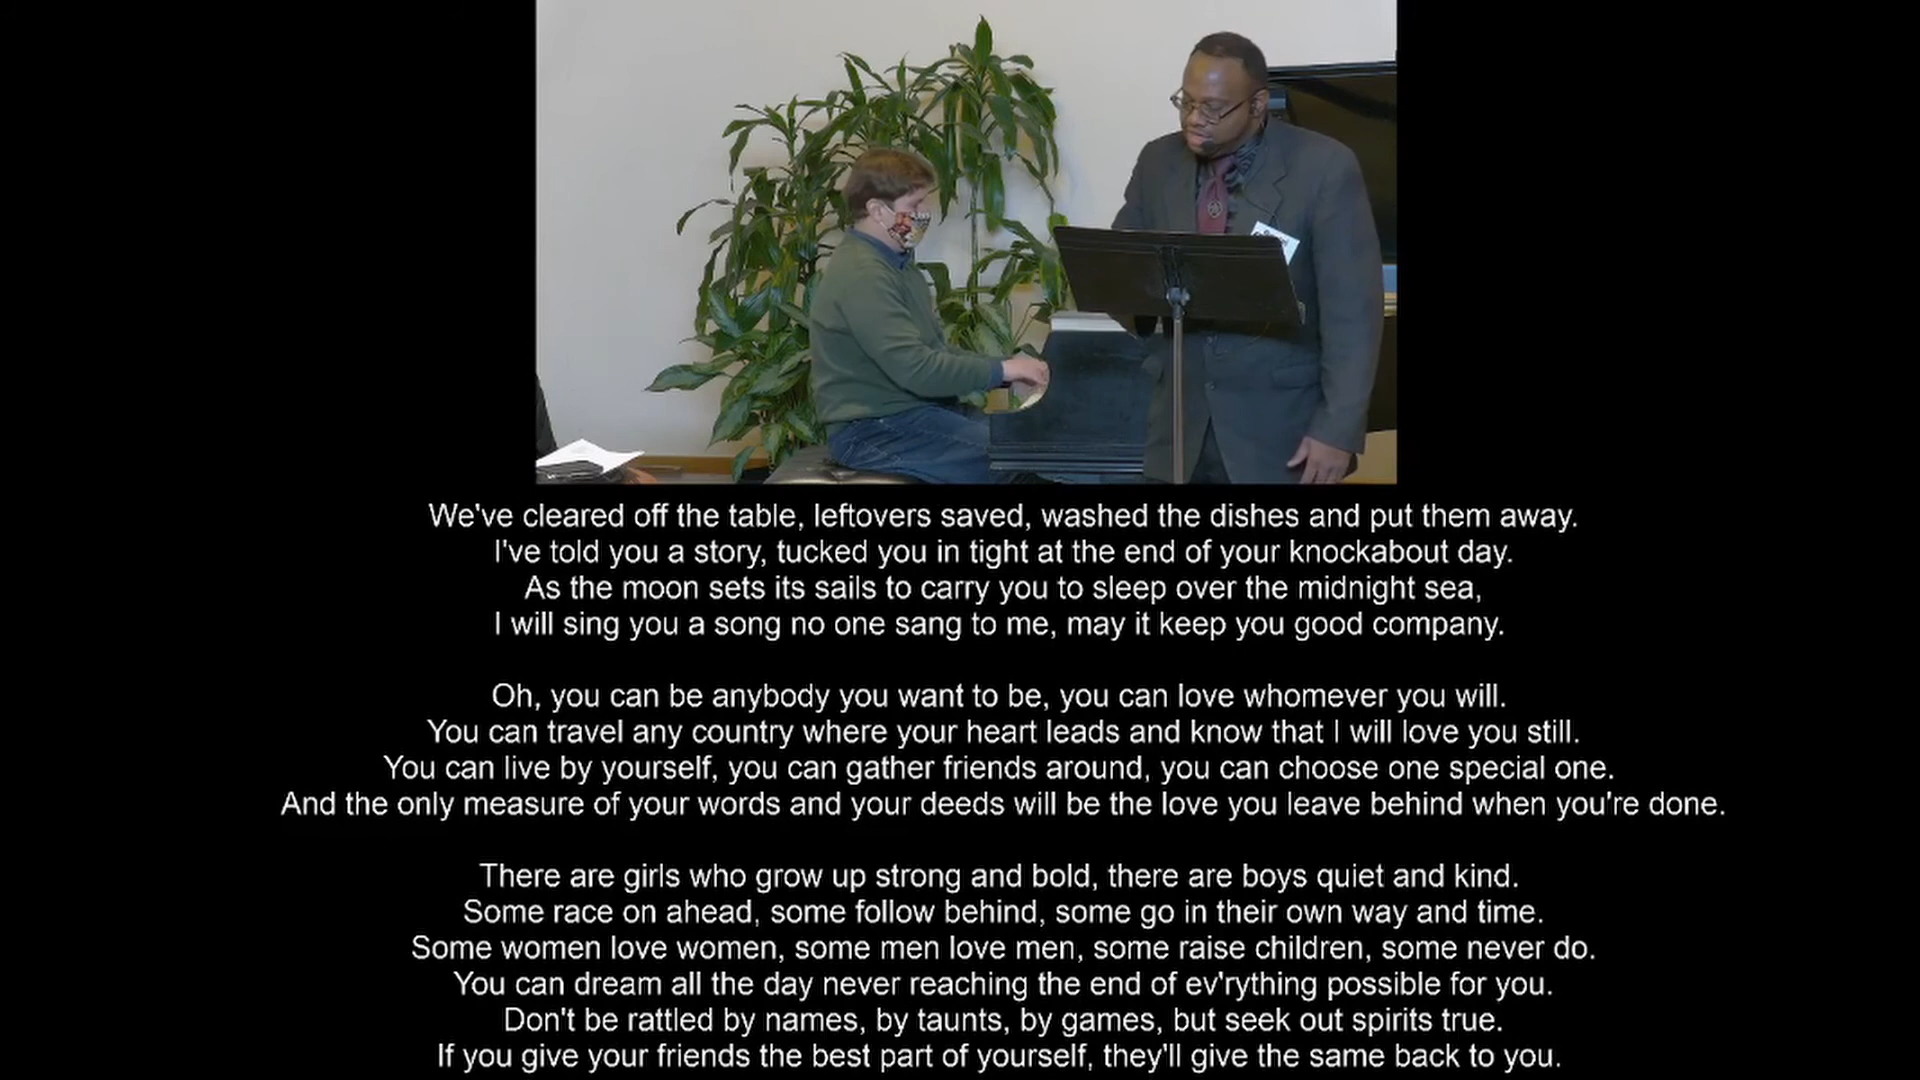 We've cleared off the table, leftovers saved, washed the dishes and put them away.
I've told you a story, tucked you in tight at the end of your knockabout day.
As the moon sets its sails to carry you to sleep over the midnight sea,
I will sing you a song no one sang to me, may it keep you good company.
Oh, you can be anybody you want to be, you can love whomever you will.
You can travel any country where your heart leads and know that I will love you still.
You can live by yourself, you can gather friends around, you can choose one special one.
And the only measure of your words and your deeds will be the love you leave behind when you're done.
There are girls who grow up strong and bold, there are boys quiet and kind.
Some race on ahead, some follow behind, some go in their own way and time.
Some women love women, some men love men, some raise children, some never do.
You can dream all the day never reaching the end of ev'rything possible for you.
Don't be rattled by names, by taunts, by games, but seek out spirits true.
If you give your friends the best part of yourself, they'll give the same back to you.